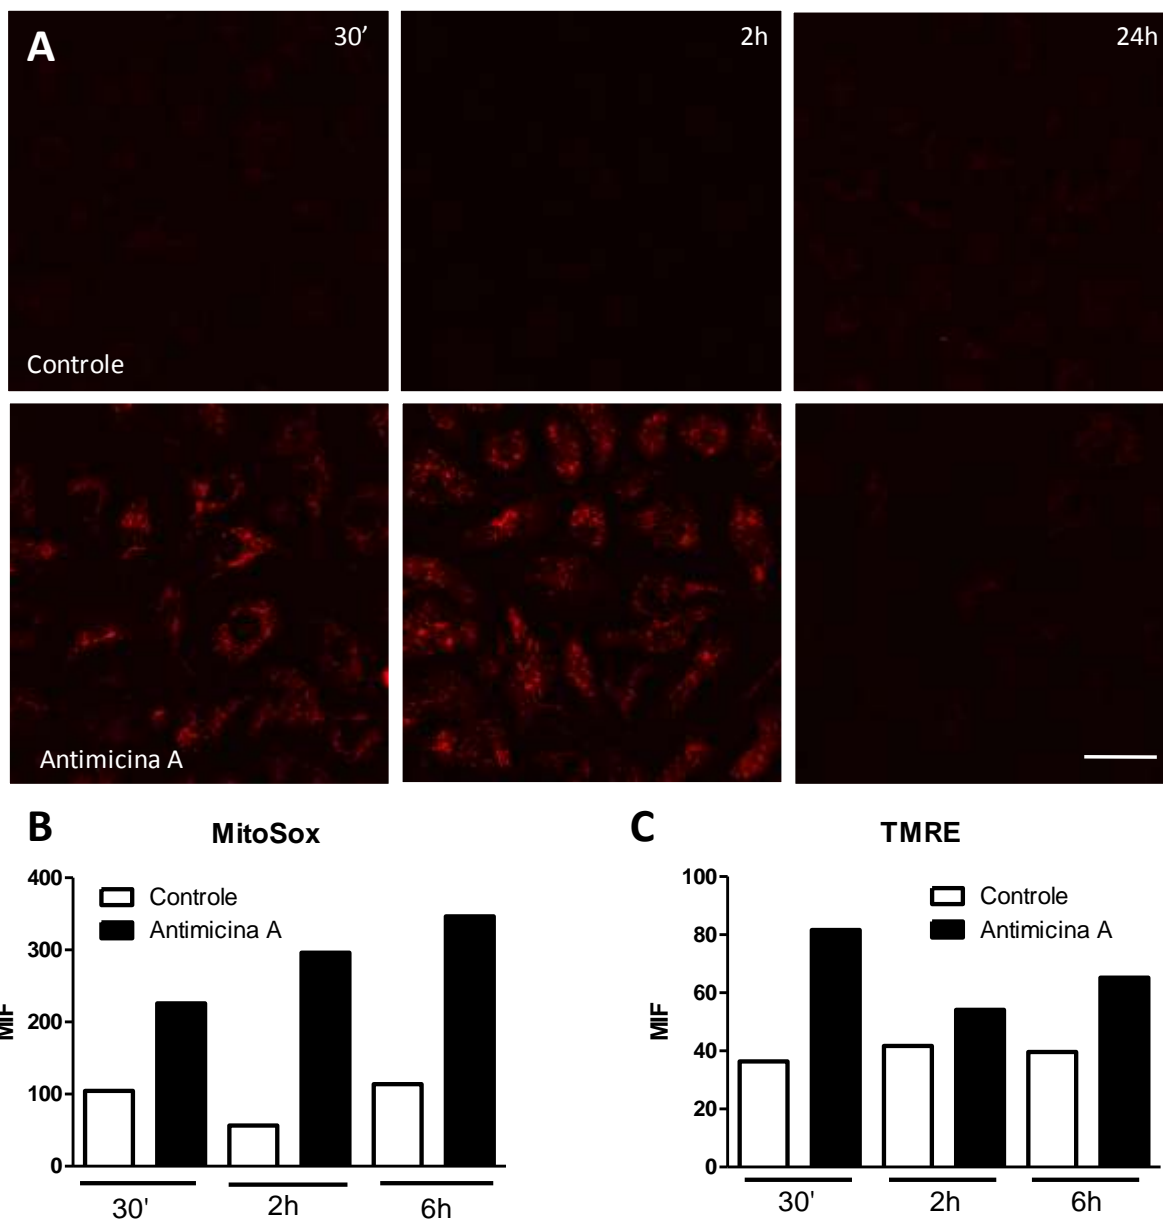 A
30’
2h
24h
Controle
Antimicina A
B
MitoSox
400
300
200
100
0
MIF
Controle
Antimicina A
30'
2h
6h
C
TMRE
100
80
60
40
20
0
MIF
Controle
Antimicina A
30'
2h
6h